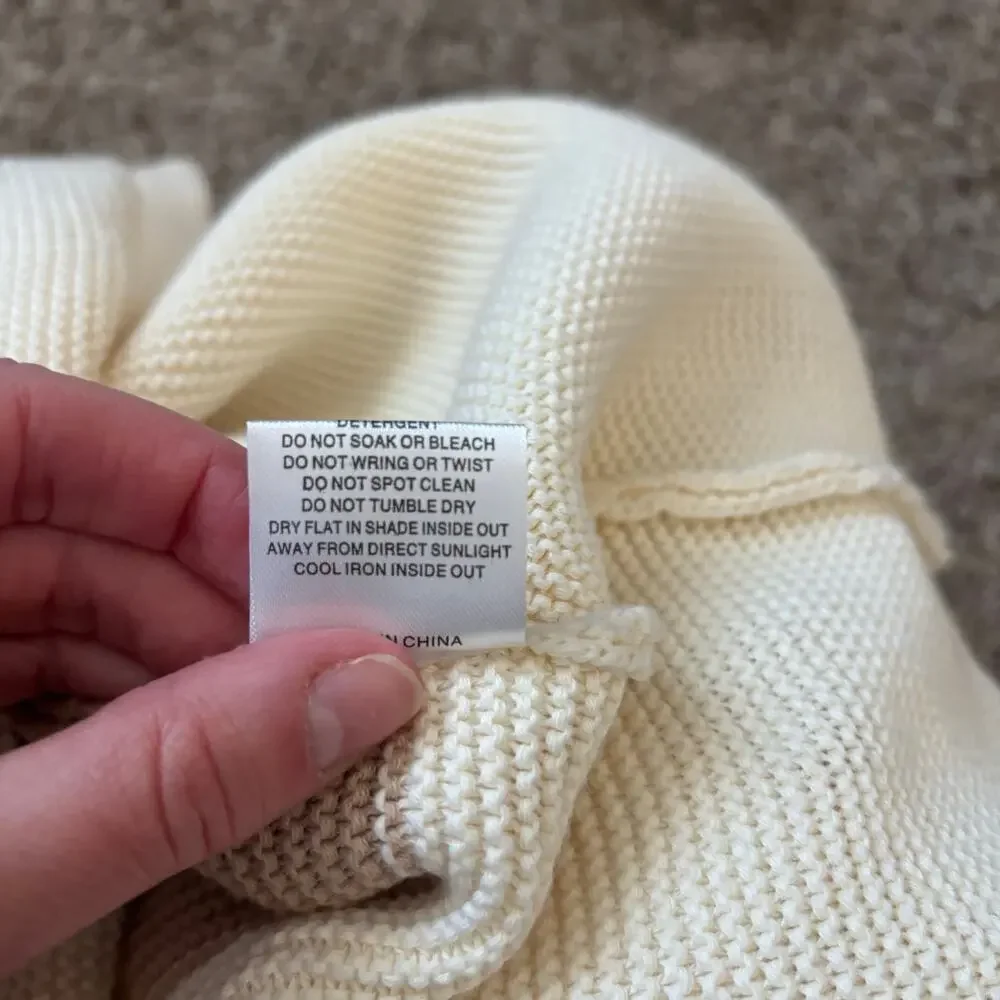 DETERGENT
DO NOT SOAK OR BLEACH
DO NOT WRING OR TWIST
DO NOT SPOT CLEAN
DO NOT TUMBLE DRY
DRY FLAT IN SHADE INSIDE OUT
AWAY FROM DIRECT SUNLIGHT
COOL IRON INSIDE OUT
IN CHINA